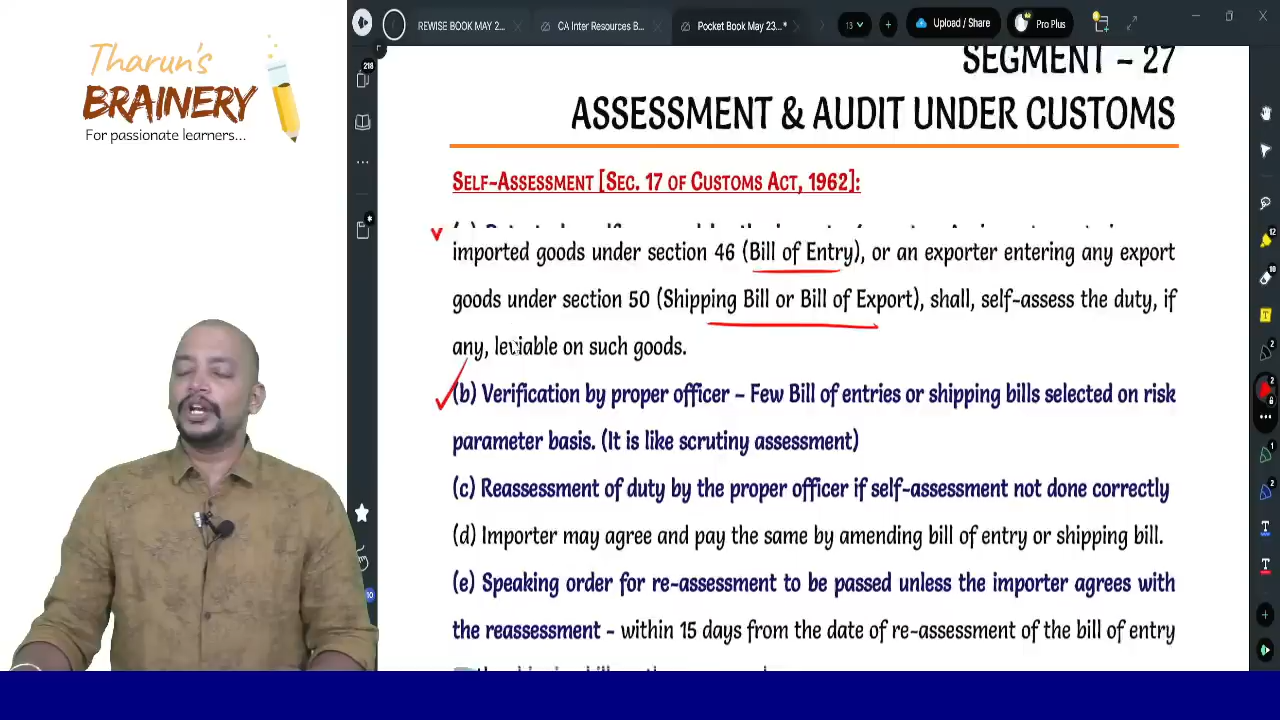 Tharun's
BRAINERY
For passionate learners...
REWISE BOOK MAY 2...
CA Inter Resources B...
Pocket Book May 23...*
13
Upload / Share
Pro Plus
218
SEGMENT – 27
ASSESSMENT & AUDIT UNDER CUSTOMS
SELF-ASSESSMENT [SEC. 17 OF CUSTOMS ACT, 1962]:
imported goods under section 46 (Bill of Entry), or an exporter entering any export
goods under section 50 (Shipping Bill or Bill of Export), shall, self-assess the duty, if
any, leviable on such goods.
(b) Verification by proper officer – Few Bill of entries or shipping bills selected on risk
parameter basis. (It is like scrutiny assessment)
(c) Reassessment of duty by the proper officer if self-assessment not done correctly
(d) Importer may agree and pay the same by amending bill of entry or shipping bill.
(e) Speaking order for re-assessment to be passed unless the importer agrees with
the reassessment - within 15 days from the date of re-assessment of the bill of entry